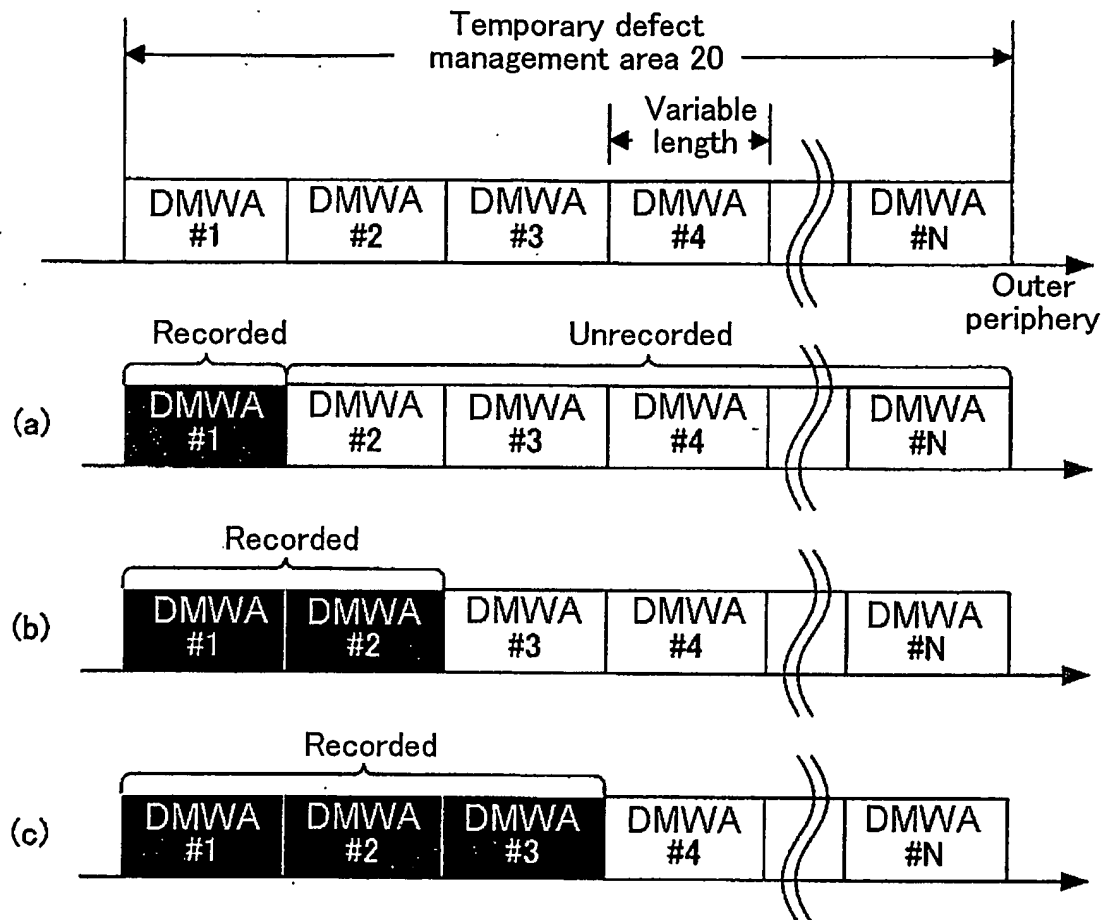 Temporary defect
management area 20
Variable
length
DMWA
#1
DMWA
#2
DMWA
#3
DMWA
#4
DMWA
#N
Outer
periphery
Recorded
Unrecorded
(a)
DMWA
#1
DMWA
#2
DMWA
#3
DMWA
#4
DMWA
#N
Recorded
(b)
DMWA
#1
DMWA
#2
DMWA
#3
DMWA
#4
DMWA
#N
Recorded
(c)
DMWA
#1
DMWA
#2
DMWA
#3
DMWA
#4
DMWA
#N